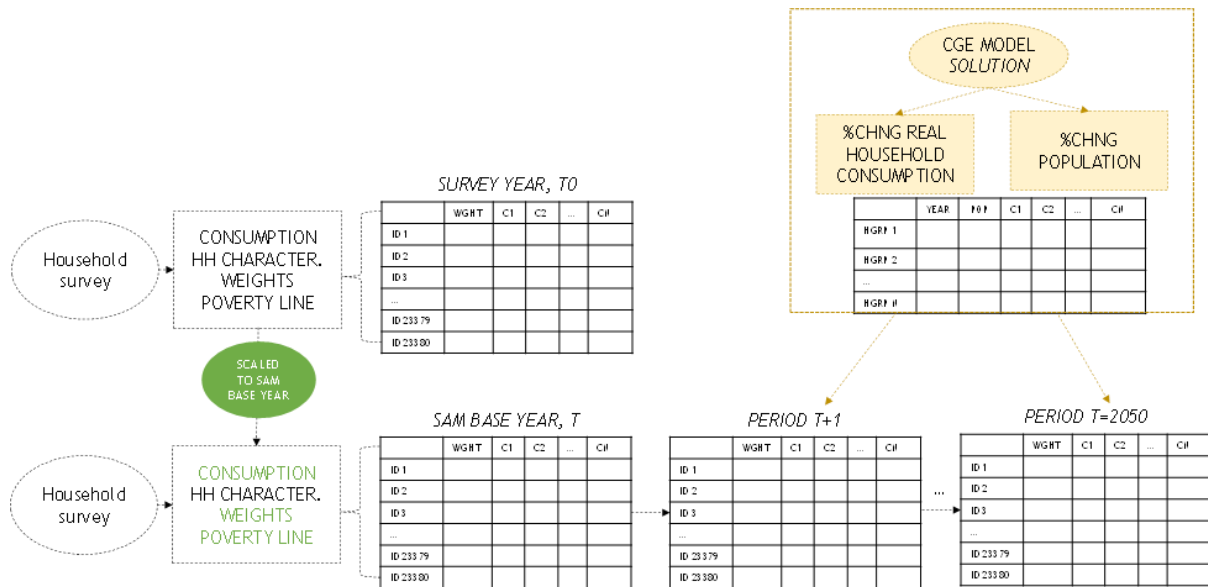 CGE MODEL
SOLUTION
%CHNG REAL
HOUSEHOLD
CONSUMPTION
%CHNG
POPULATION
YEAR POP C1 C2 ... C#
HGRP 1
HGRP 2
...
HGRP #
SURVEY YEAR, T0
WGHT C1 C2 ... C#
ID 1
ID 2
ID 3
...
ID 23379
ID 23380
Household
survey
CONSUMPTION
HH CHARACTER.
WEIGHTS
POVERTY LINE
SCALED
TO SAM
BASE YEAR
Household
survey
CONSUMPTION
HH CHARACTER.
WEIGHTS
POVERTY LINE
SAM BASE YEAR, T
WGHT C1 C2 ... C#
ID 1
ID 2
ID 3
...
ID 23379
ID 23380
PERIOD T+1
WGHT C1 C2 ... C#
ID 1
ID 2
ID 3
...
ID 23379
ID 23380
...
PERIOD T=2050
WGHT C1 C2 ... C#
ID 1
ID 2
ID 3
...
ID 23379
ID 23380